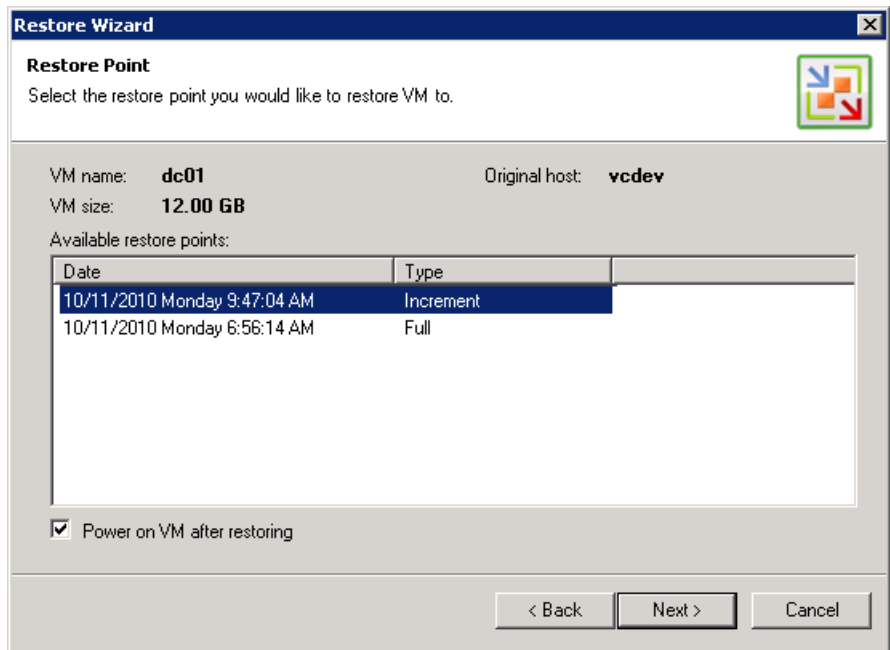 Restore Wizard
Restore Point
Select the restore point you would like to restore VM to.
VM name: dc01 Original host: vcdev
VM size: 12.00 GB
Available restore points:
Date Type
10/11/2010 Monday 9:47:04 AM Increment
10/11/2010 Monday 6:56:14 AM Full
Power on VM after restoring
< Back Next > Cancel